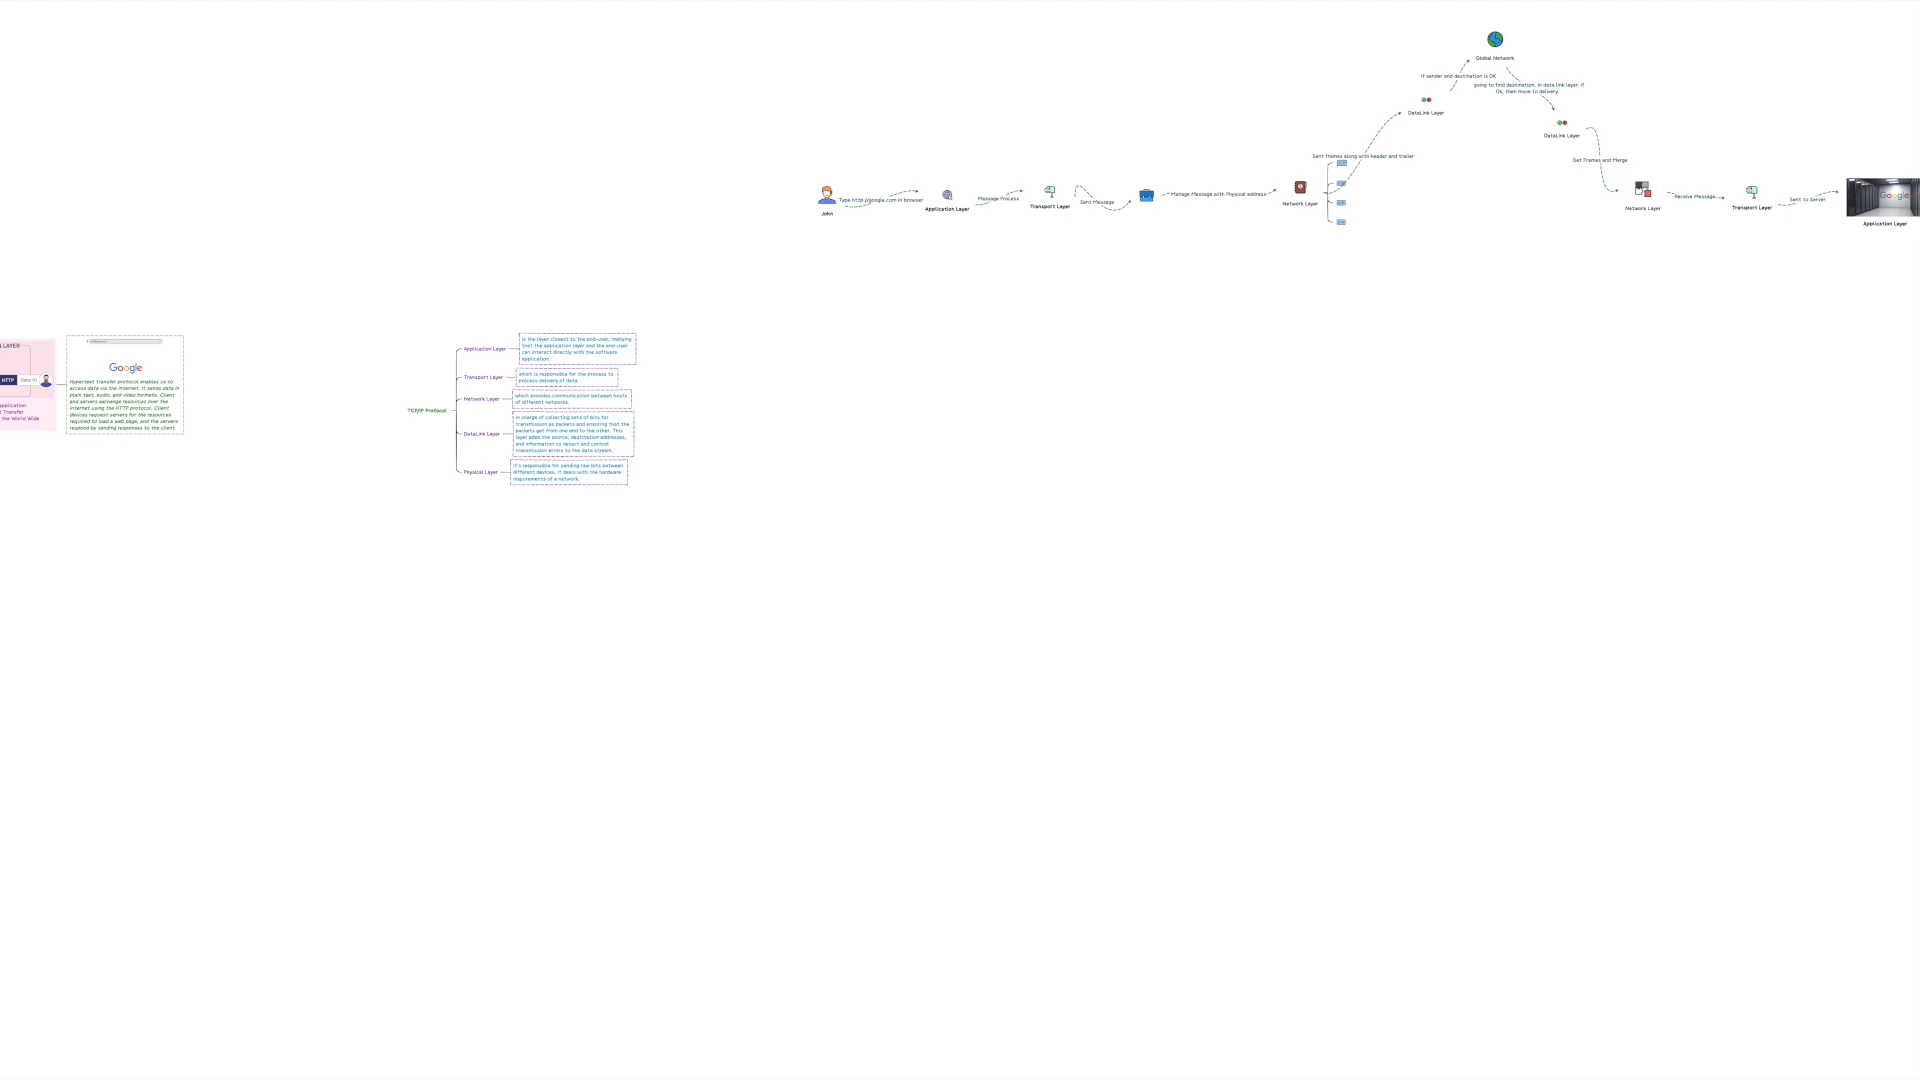 Global Network
If sender and destination is OK
going to find destination, in data link layer. If
Ok, then move to delivery.
DataLink Layer
DataLink Layer
Sent frames along with header and trailer
Get Frames and Merge
John
Type http://google.com in browser
Application Layer
Massage Process
Transport Layer
Sent Message
Manage Message with Physical address
Network Layer
Network Layer
Receive Message
Transport Layer
Sent to Server
Google
Application Layer
LAYER
HTTP
Data: Hi
application
t Transfer
the World Wide
Google
Hypertext transfer protocol enables us to
access data via the internet. It sends data in
plain text, audio, and video formats. Client
and servers exchange resources over the
internet using the HTTP protocol. Client
devices request servers for the resources
required to load a web page, and the servers
respond by sending responses to the client.
TCP/IP Protocol
Application Layer
is the layer closest to the end-user, implying
that the application layer and the end-user
can interact directly with the software
application.
Transport Layer
which is responsible for the process to
process delivery of data
Network Layer
which provides communication between hosts
of different networks.
DataLink Layer
in charge of collecting sets of bits for
transmission as packets and ensuring that the
packets get from one end to the other. This
layer adds the source, destination addresses,
and information to detect and control
transmission errors to the data stream.
Physical Layer
It's responsible for sending raw bits between
different devices. It deals with the hardware
requirements of a network.